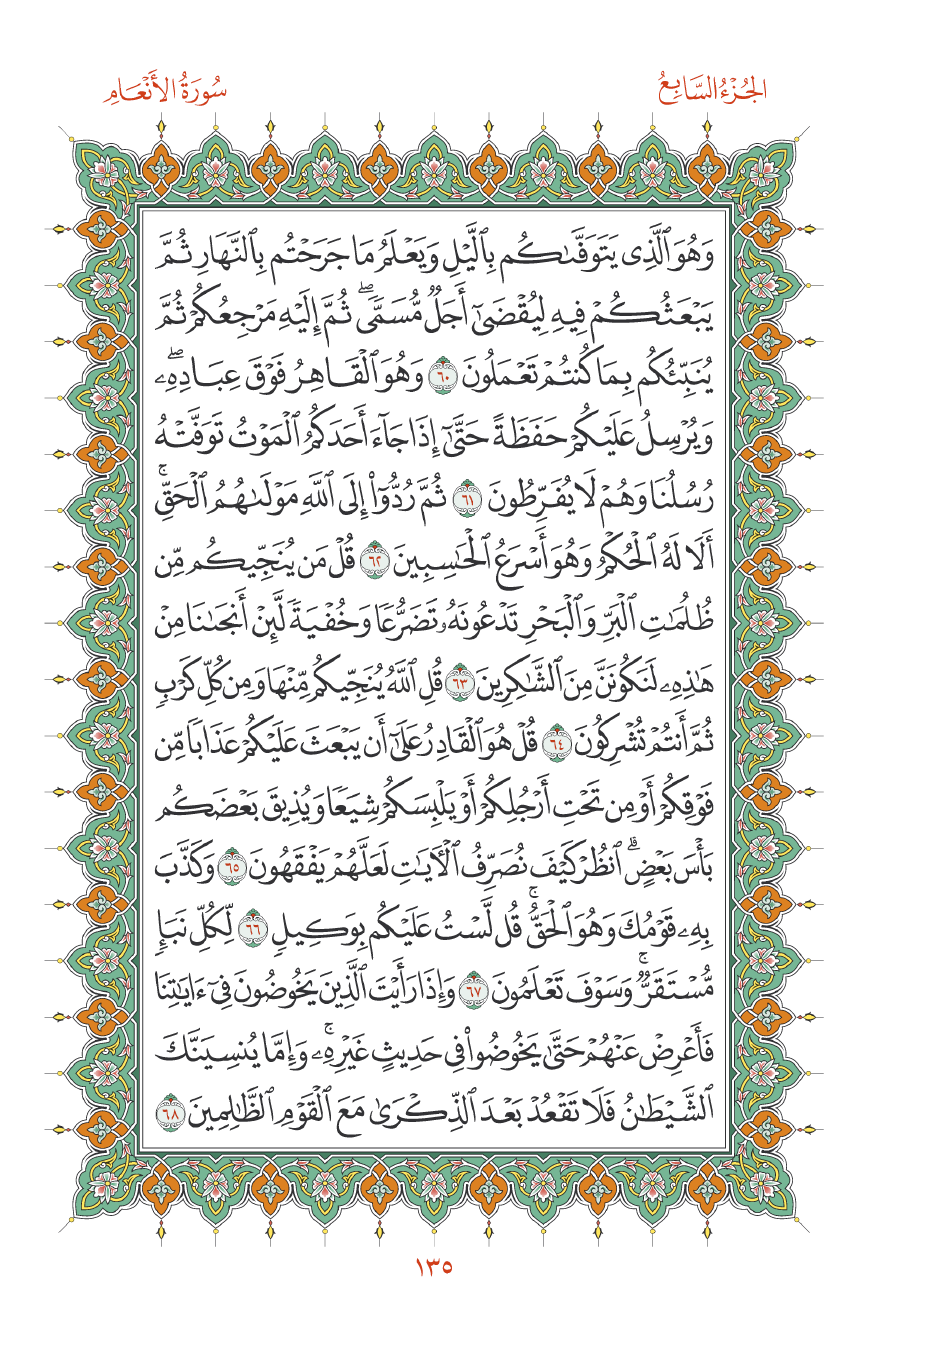 الجُزْءُ السَّابِعُ
سُورَةُ الأَنْعَامِ
وَهُوَ ٱلَّذِى يَتَوَفَّىٰكُم بِٱلَّيْلِ وَيَعْلَمُ مَا جَرَحْتُم بِٱلنَّهَارِ ثُمَّ
يَبْعَثُكُمْ فِيهِ لِيُقْضَىٰٓ أَجَلٌ مُّسَمًّى ۖ ثُمَّ إِلَيْهِ مَرْجِعُكُمْ ثُمَّ
يُنَبِّئُكُم بِمَا كُنتُمْ تَعْمَلُونَ ٦٠ وَهُوَ ٱلْقَاهِرُ فَوْقَ عِبَادِهِۦ ۖ
وَيُرْسِلُ عَلَيْكُمْ حَفَظَةً حَتَّىٰٓ إِذَا جَآءَ أَحَدَكُمُ ٱلْمَوْتُ تَوَفَّتْهُ
رُسُلُنَا وَهُمْ لَا يُفَرِّطُونَ ٦١ ثُمَّ رُدُّوٓا۟ إِلَى ٱللَّهِ مَوْلَىٰهُمُ ٱلْحَقِّ ۚ
أَلَا لَهُ ٱلْحُكْمُ وَهُوَ أَسْرَعُ ٱلْحَـٰسِبِينَ ٦٢ قُلْ مَن يُنَجِّيكُم مِّن
ظُلُمَـٰتِ ٱلْبَرِّ وَٱلْبَحْرِ تَدْعُونَهُۥ تَضَرُّعًا وَخُفْيَةً لَّئِنْ أَنجَىٰنَا مِنْ
هَـٰذِهِۦ لَنَكُونَنَّ مِنَ ٱلشَّـٰكِرِينَ ٦٣ قُلِ ٱللَّهُ يُنَجِّيكُم مِّنْهَا وَمِن كُلِّ كَرْبٍ
ثُمَّ أَنتُمْ تُشْرِكُونَ ٦٤ قُلْ هُوَ ٱلْقَادِرُ عَلَىٰٓ أَن يَبْعَثَ عَلَيْكُمْ عَذَابًا مِّن
فَوْقِكُمْ أَوْ مِن تَحْتِ أَرْجُلِكُمْ أَوْ يَلْبِسَكُمْ شِيَعًا وَيُذِيقَ بَعْضَكُم
بَأْسَ بَعْضٍ ۗ ٱنظُرْ كَيْفَ نُصَرِّفُ ٱلْـَٔايَـٰتِ لَعَلَّهُمْ يَفْقَهُونَ ٦٥ وَكَذَّبَ
بِهِۦ قَوْمُكَ وَهُوَ ٱلْحَقُّ ۚ قُل لَّسْتُ عَلَيْكُم بِوَكِيلٍ ٦٦ لِّكُلِّ نَبَإٍ
مُّسْتَقَرٌّ ۚ وَسَوْفَ تَعْلَمُونَ ٦٧ وَإِذَا رَأَيْتَ ٱلَّذِينَ يَخُوضُونَ فِىٓ ءَايَـٰتِنَا
فَأَعْرِضْ عَنْهُمْ حَتَّىٰ يَخُوضُوا۟ فِى حَدِيثٍ غَيْرِهِۦ ۚ وَإِمَّا يُنسِيَنَّكَ
ٱلشَّيْطَـٰنُ فَلَا تَقْعُدْ بَعْدَ ٱلذِّكْرَىٰ مَعَ ٱلْقَوْمِ ٱلظَّـٰلِمِينَ ٦٨
١٣٥